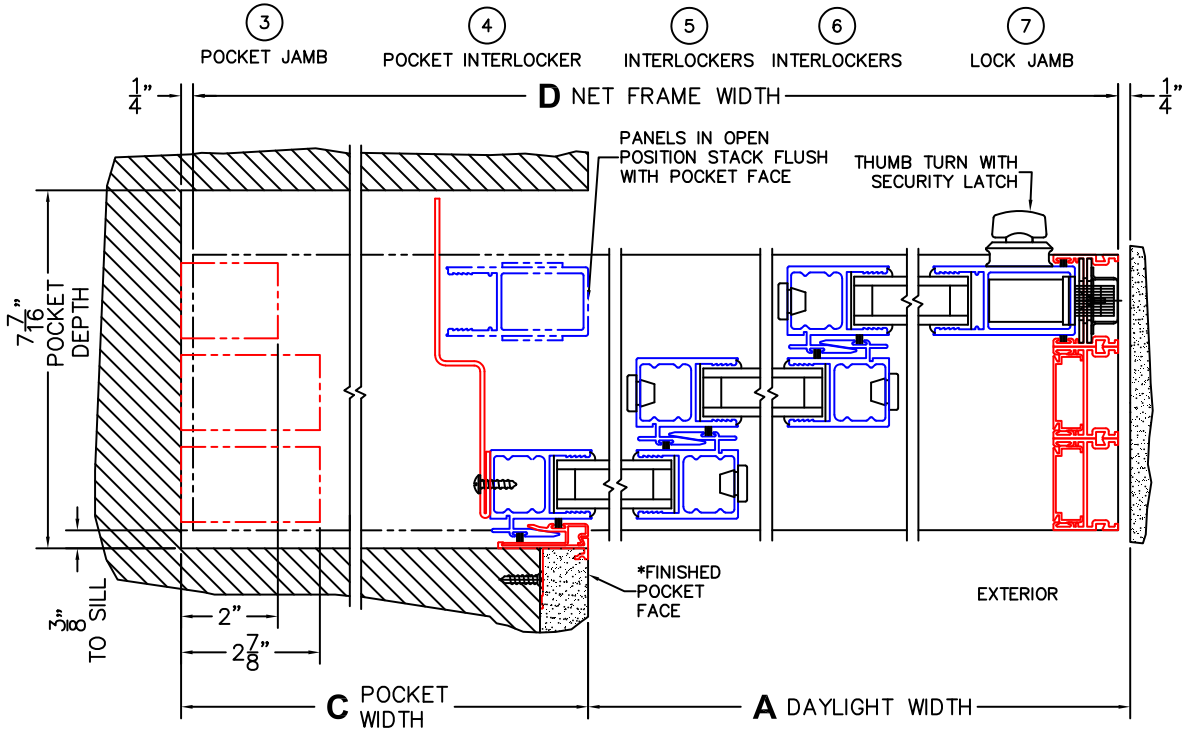 3
4
5
6
7
POCKET JAMB
POCKET INTERLOCKER
INTERLOCKERS
INTERLOCKERS
LOCK JAMB
1/4"
D NET FRAME WIDTH
1/4"
PANELS IN OPEN
POSITION STACK FLUSH
WITH POCKET FACE
THUMB TURN WITH
SECURITY LATCH
7 7/16"
POCKET
DEPTH
3/8"
TO SILL
*FINISHED
POCKET
FACE
EXTERIOR
2"
2 7/8"
C POCKET
WIDTH
A DAYLIGHT WIDTH